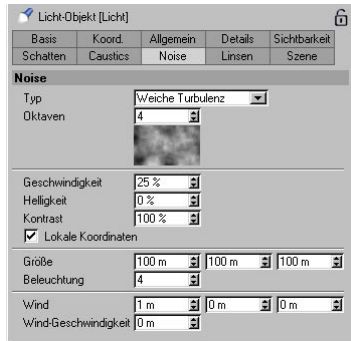 Licht-Objekt [Licht]
Basis Koord. Allgemein Details Sichtbarkeit
Schatten Caustics Noise Linsen Szene
Noise
Typ Weiche Turbulenz
Oktaven 4
Geschwindigkeit 25 %
Helligkeit 0 %
Kontrast 100 %
Lokale Koordinaten
Größe 100 m 100 m 100 m
Beleuchtung 4
Wind 1 m 0 m 0 m
Wind-Geschwindigkeit 0 m